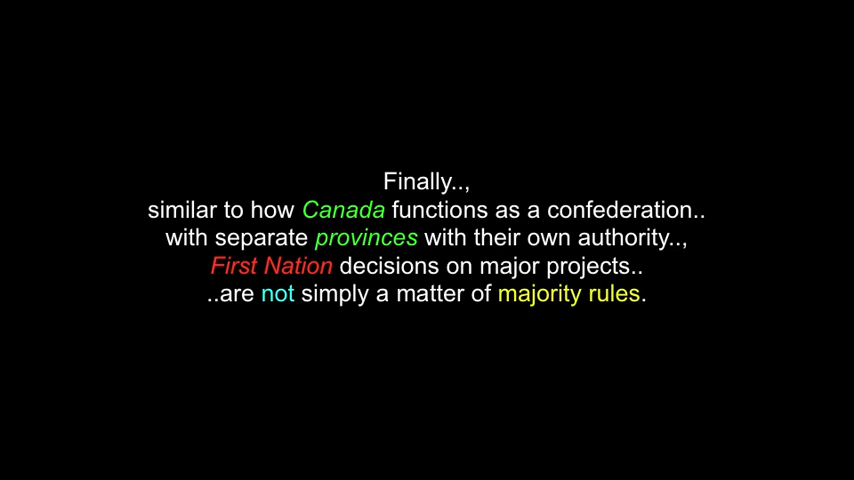 Finally..,
similar to how Canada functions as a confederation..
with separate provinces with their own authority..,
First Nation decisions on major projects..
..are not simply a matter of majority rules.